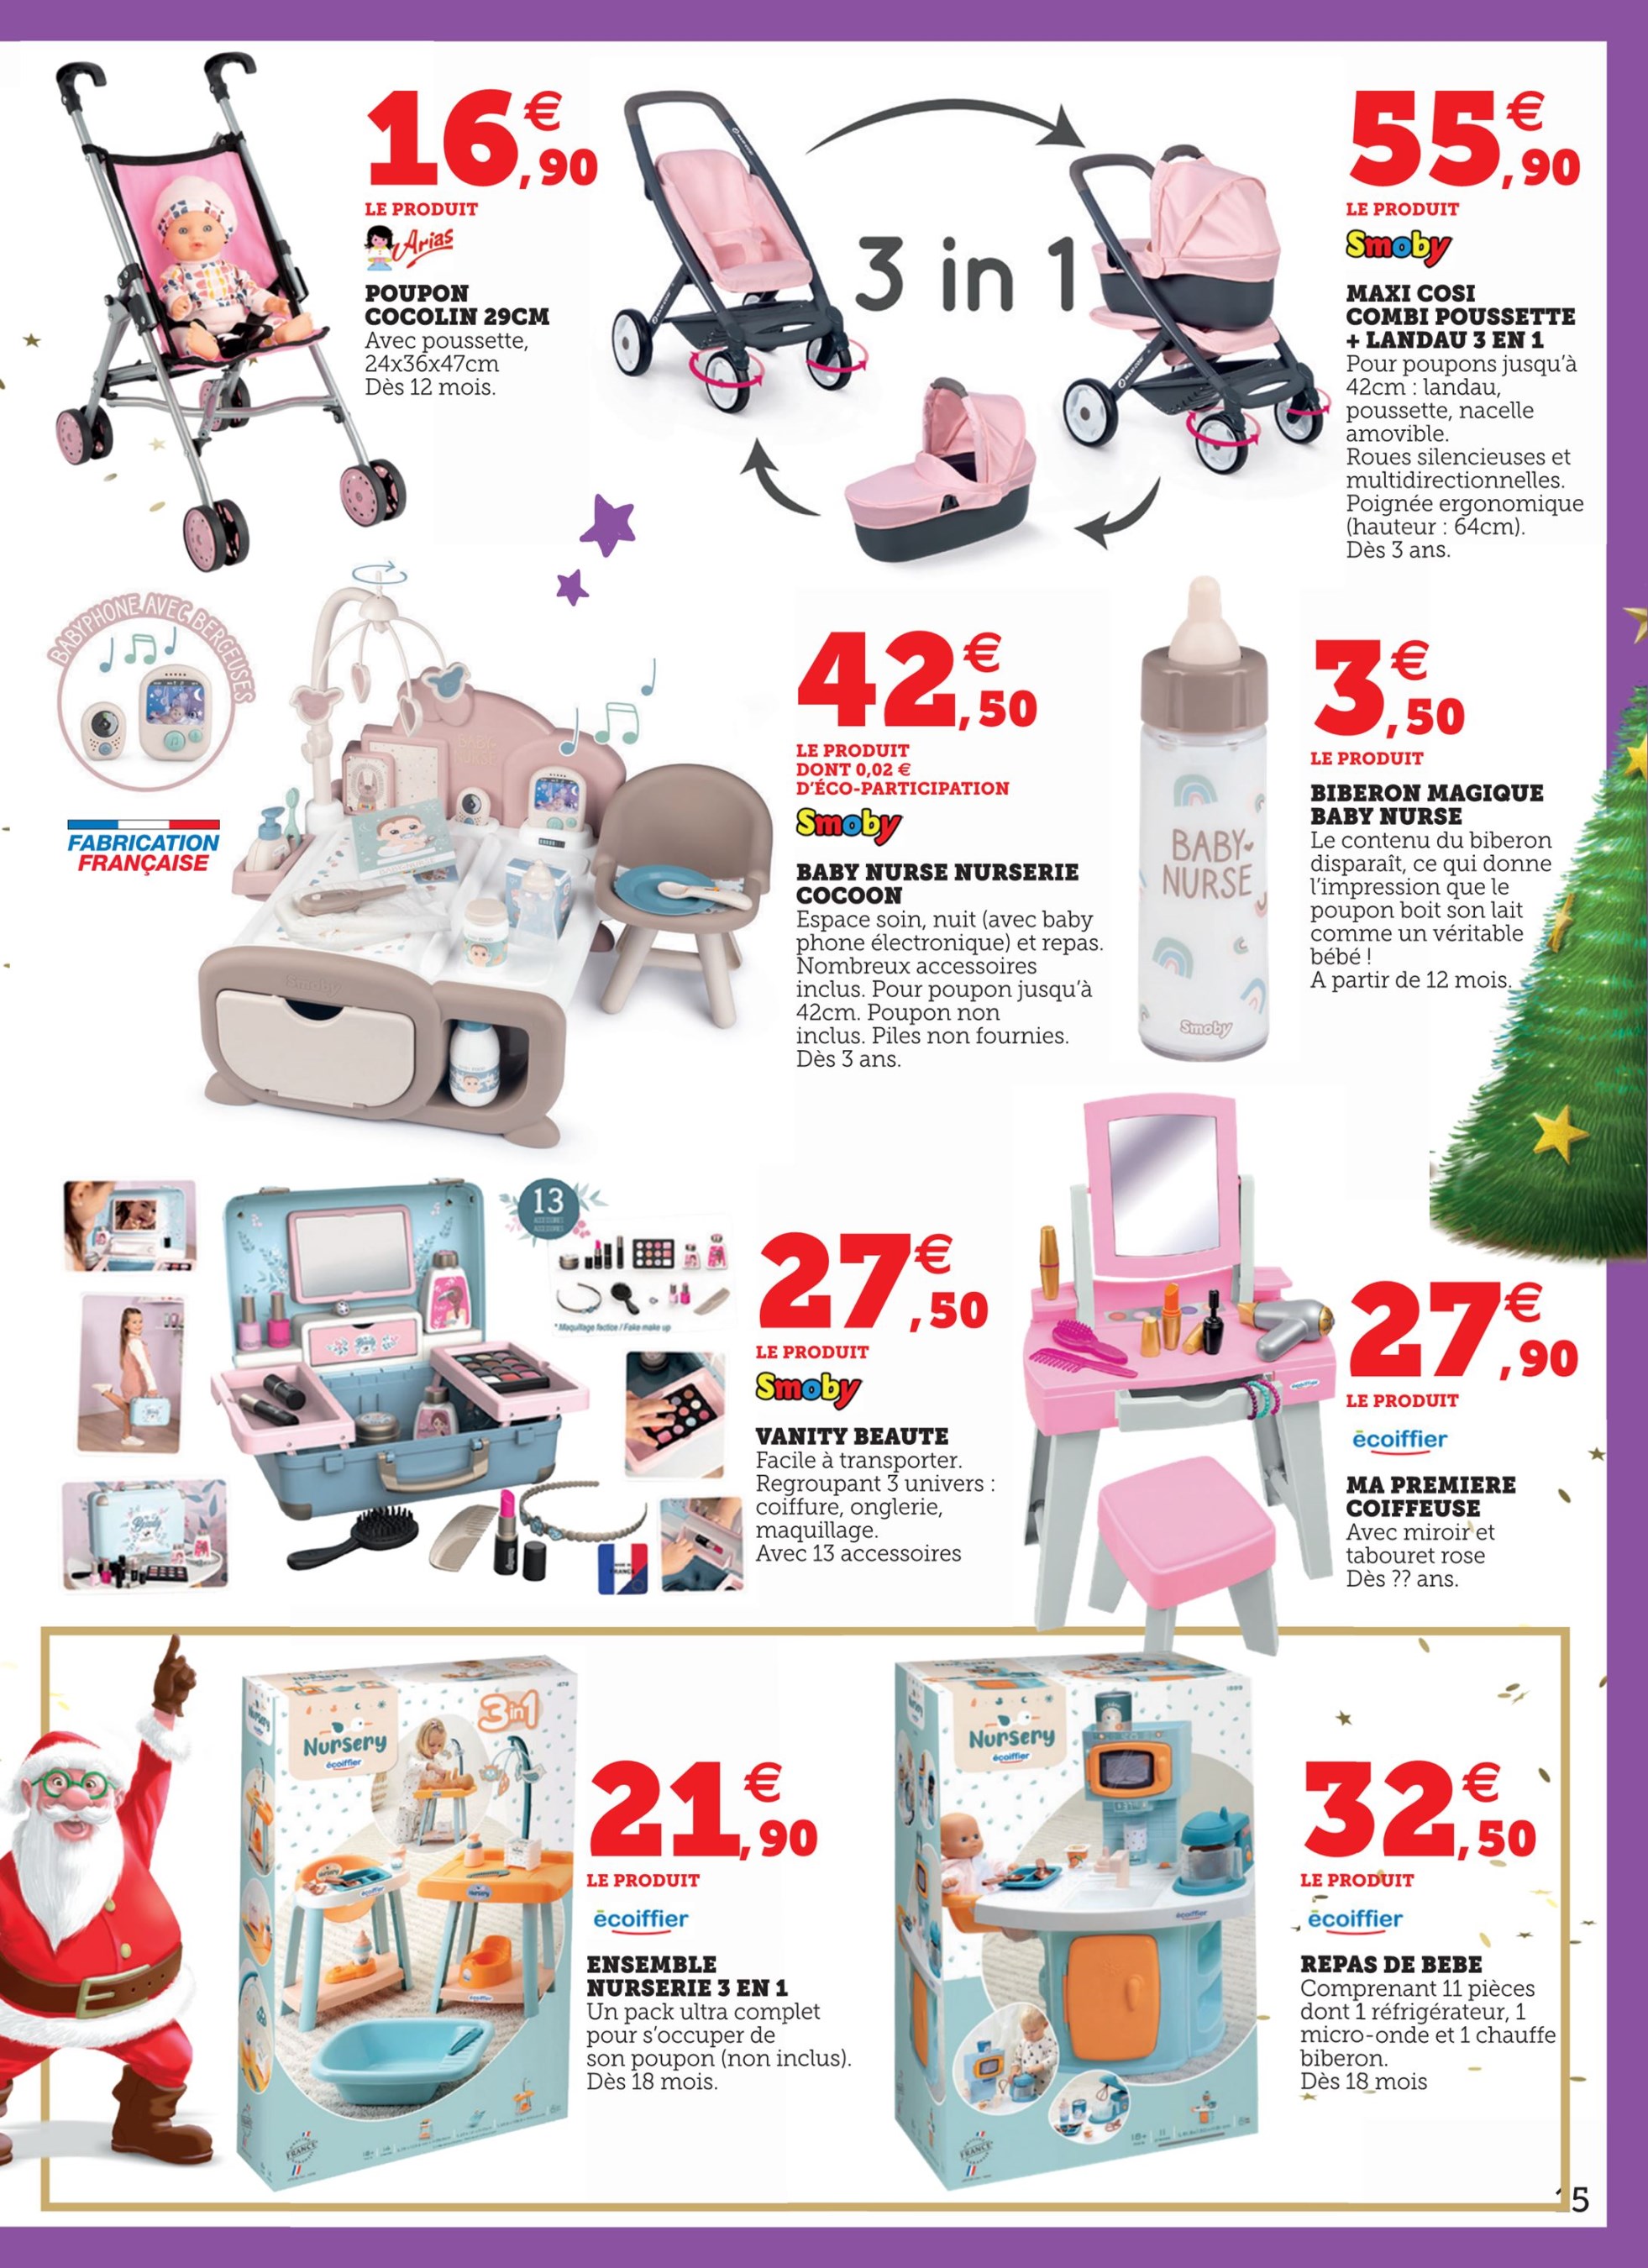 16€,90
LE PRODUIT
Arias
POUPON
COCOLIN 29CM
Avec poussette,
24x36x47cm
Dès 12 mois.
3 in 1
55€,90
LE PRODUIT
Smoby
MAXI COSI
COMBI POUSSETTE
+ LANDAU 3 EN 1
Pour poupons jusqu'à
42cm : landau,
poussette, nacelle
amovible.
Roues silencieuses et
multidirectionnelles.
Poignée ergonomique
(hauteur : 64cm).
Dès 3 ans.
BABYPHONE AVEC BERCEUSES
FABRICATION
FRANÇAISE
Smoby
42€,50
LE PRODUIT
DONT 0,02 €
D'ÉCO-PARTICIPATION
Smoby
BABY NURSE NURSERIE
COCOON
Espace soin, nuit (avec baby
phone électronique) et repas.
Nombreux accessoires
inclus. Pour poupon jusqu'à
42cm. Poupon non
inclus. Piles non fournies.
Dès 3 ans.
BABY
NURSE
Smoby
3€,50
LE PRODUIT
BIBERON MAGIQUE
BABY NURSE
Le contenu du biberon
disparaît, ce qui donne
l'impression que le
poupon boit son lait
comme un véritable
bébé !
A partir de 12 mois.
13
* Maquillage factice / Fake make up
27€,50
LE PRODUIT
Smoby
VANITY BEAUTE
Facile à transporter.
Regroupant 3 univers :
coiffure, onglerie,
maquillage.
Avec 13 accessoires
27€,90
LE PRODUIT
écoiffier
MA PREMIERE
COIFFEUSE
Avec miroir et
tabouret rose
Dès ?? ans.
3in1
Nursery
écoiffier
21€,90
LE PRODUIT
écoiffier
ENSEMBLE
NURSERIE 3 EN 1
Un pack ultra complet
pour s'occuper de
son poupon (non inclus).
Dès 18 mois.
Nursery
écoiffier
32€,50
LE PRODUIT
écoiffier
REPAS DE BEBE
Comprenant 11 pièces
dont 1 réfrigérateur, 1
micro-onde et 1 chauffe
biberon.
Dès 18 mois
15